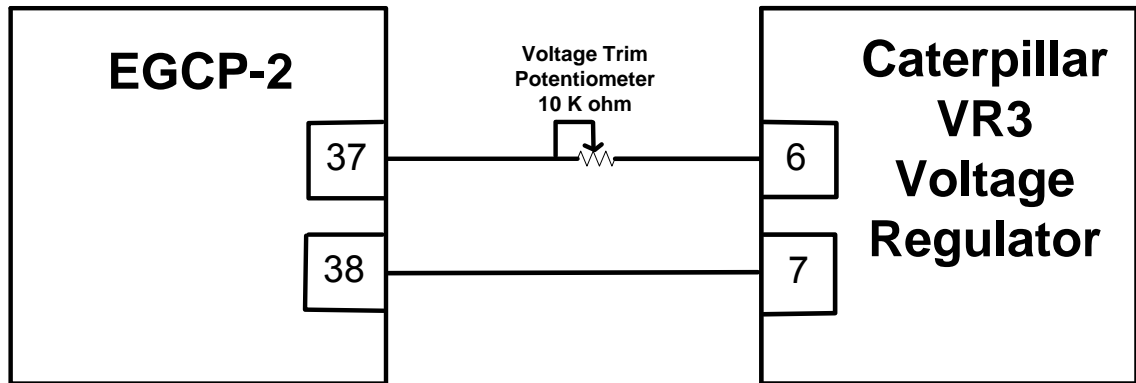 EGCP-2
Voltage Trim
Potentiometer
10 K ohm
Caterpillar
VR3
Voltage
Regulator
37
6
38
7